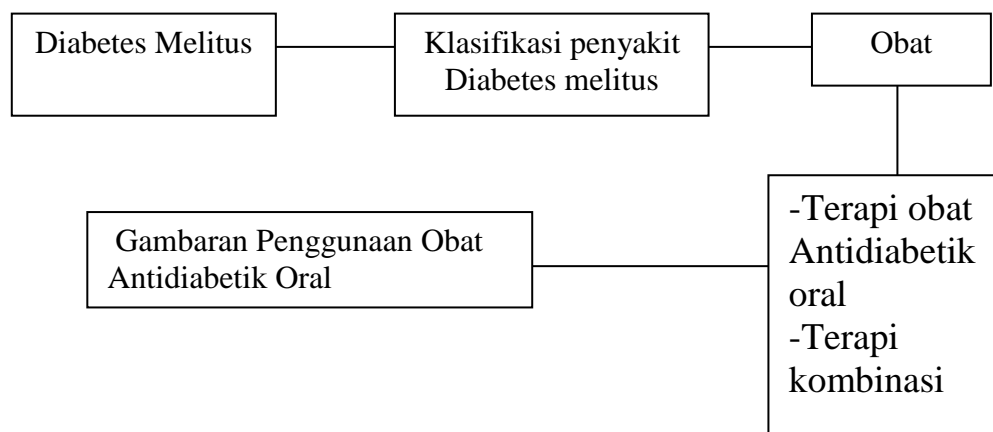 Diabetes Melitus
Klasifikasi penyakit
Diabetes melitus
Obat
-Terapi obat
Antidiabetik
oral
-Terapi
kombinasi
Gambaran Penggunaan Obat
Antidiabetik Oral